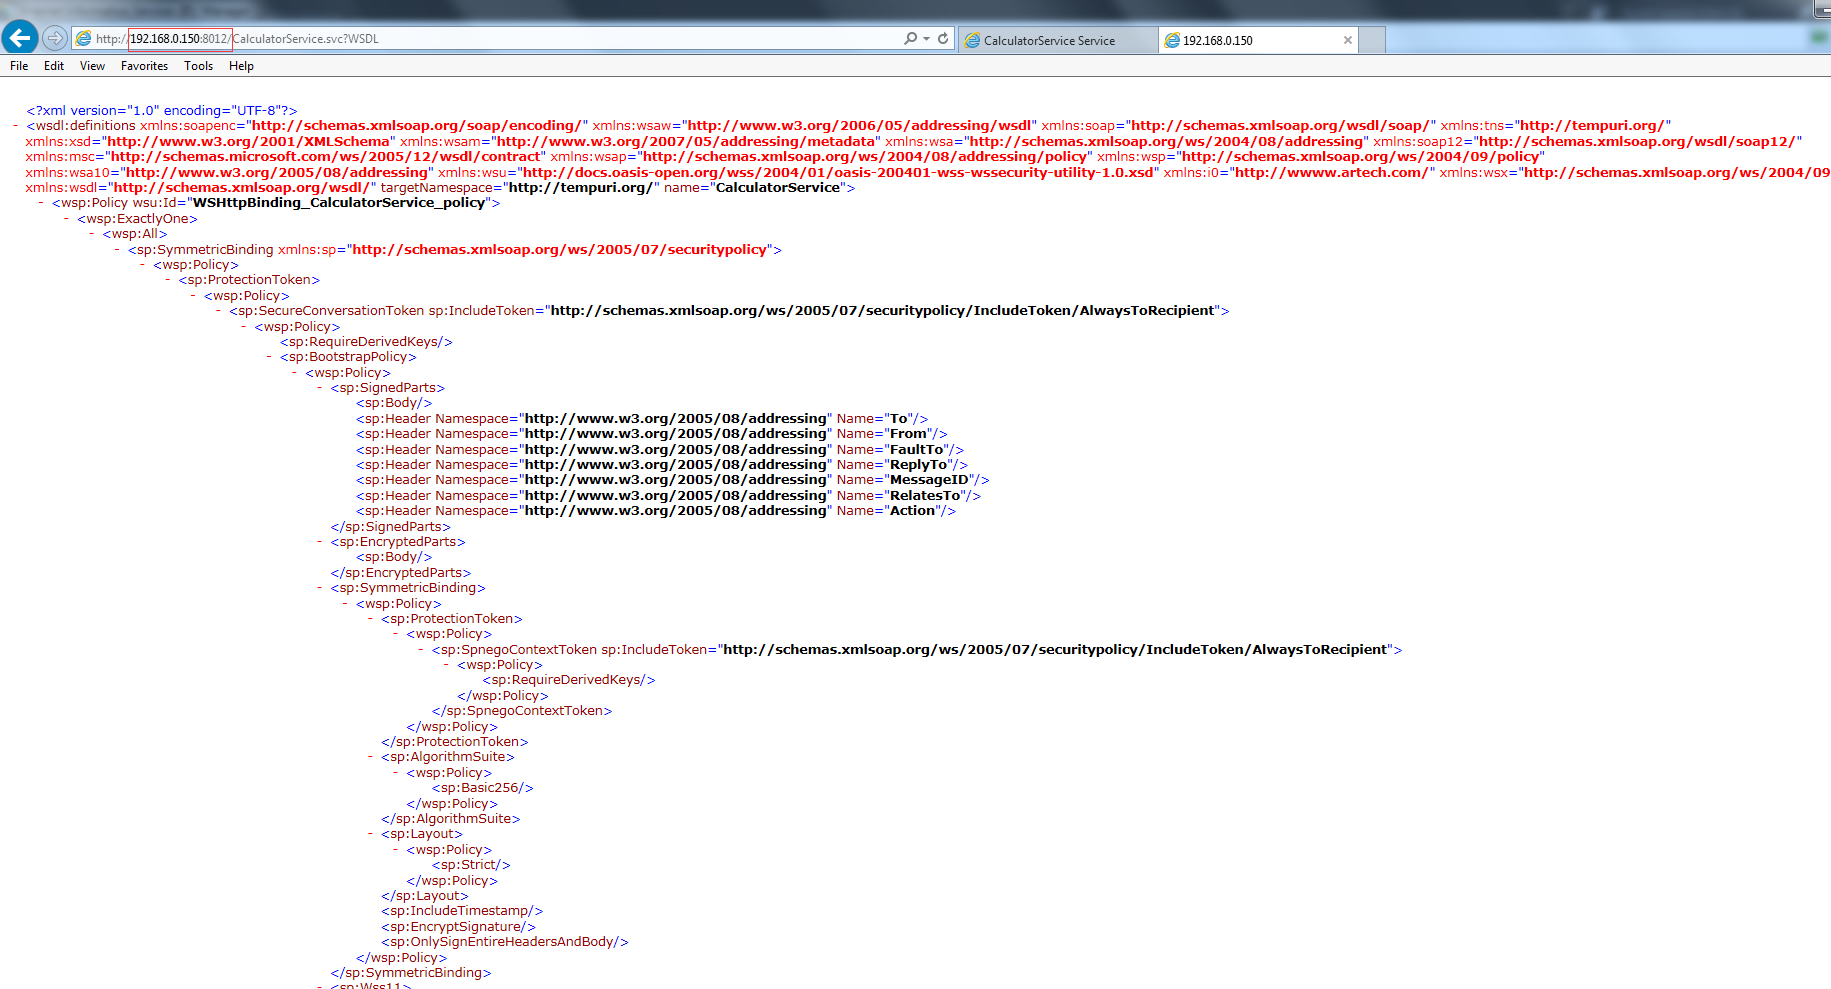 http://192.168.0.150:8012/CalculatorService.svc?WSDL
CalculatorService Service
192.168.0.150
File Edit View Favorites Tools Help
<?xml version="1.0" encoding="UTF-8"?>
- <wsdl:definitions xmlns:soapenc="http://schemas.xmlsoap.org/soap/encoding/" xmlns:wsaw="http://www.w3.org/2006/05/addressing/wsdl" xmlns:soap="http://schemas.xmlsoap.org/wsdl/soap/" xmlns:tns="http://tempuri.org/"
xmlns:xsd="http://www.w3.org/2001/XMLSchema" xmlns:wsam="http://www.w3.org/2007/05/addressing/metadata" xmlns:wsa="http://schemas.xmlsoap.org/ws/2004/08/addressing" xmlns:soap12="http://schemas.xmlsoap.org/wsdl/soap12/"
xmlns:msc="http://schemas.microsoft.com/ws/2005/12/wsdl/contract" xmlns:wsap="http://schemas.xmlsoap.org/ws/2004/08/addressing/policy" xmlns:wsp="http://schemas.xmlsoap.org/ws/2004/09/policy"
xmlns:wsa10="http://www.w3.org/2005/08/addressing" xmlns:wsu="http://docs.oasis-open.org/wss/2004/01/oasis-200401-wss-wssecurity-utility-1.0.xsd" xmlns:i0="http://wwww.artech.com/" xmlns:wsx="http://schemas.xmlsoap.org/ws/2004/09
xmlns:wsdl="http://schemas.xmlsoap.org/wsdl/" targetNamespace="http://tempuri.org/" name="CalculatorService">
- <wsp:Policy wsu:Id="WSHttpBinding_CalculatorService_policy">
- <wsp:ExactlyOne>
- <wsp:All>
- <sp:SymmetricBinding xmlns:sp="http://schemas.xmlsoap.org/ws/2005/07/securitypolicy">
- <wsp:Policy>
- <sp:ProtectionToken>
- <wsp:Policy>
- <sp:SecureConversationToken sp:IncludeToken="http://schemas.xmlsoap.org/ws/2005/07/securitypolicy/IncludeToken/AlwaysToRecipient">
- <wsp:Policy>
<sp:RequireDerivedKeys/>
- <sp:BootstrapPolicy>
- <wsp:Policy>
- <sp:SignedParts>
<sp:Body/>
<sp:Header Namespace="http://www.w3.org/2005/08/addressing" Name="To"/>
<sp:Header Namespace="http://www.w3.org/2005/08/addressing" Name="From"/>
<sp:Header Namespace="http://www.w3.org/2005/08/addressing" Name="FaultTo"/>
<sp:Header Namespace="http://www.w3.org/2005/08/addressing" Name="ReplyTo"/>
<sp:Header Namespace="http://www.w3.org/2005/08/addressing" Name="MessageID"/>
<sp:Header Namespace="http://www.w3.org/2005/08/addressing" Name="RelatesTo"/>
<sp:Header Namespace="http://www.w3.org/2005/08/addressing" Name="Action"/>
</sp:SignedParts>
- <sp:EncryptedParts>
<sp:Body/>
</sp:EncryptedParts>
- <sp:SymmetricBinding>
- <wsp:Policy>
- <sp:ProtectionToken>
- <wsp:Policy>
- <sp:SpnegoContextToken sp:IncludeToken="http://schemas.xmlsoap.org/ws/2005/07/securitypolicy/IncludeToken/AlwaysToRecipient">
- <wsp:Policy>
<sp:RequireDerivedKeys/>
</wsp:Policy>
</sp:SpnegoContextToken>
</wsp:Policy>
</sp:ProtectionToken>
- <sp:AlgorithmSuite>
- <wsp:Policy>
<sp:Basic256/>
</wsp:Policy>
</sp:AlgorithmSuite>
- <sp:Layout>
- <wsp:Policy>
<sp:Strict/>
</wsp:Policy>
</sp:Layout>
<sp:IncludeTimestamp/>
<sp:EncryptSignature/>
<sp:OnlySignEntireHeadersAndBody/>
</wsp:Policy>
</sp:SymmetricBinding>
- <sp:Wss11>